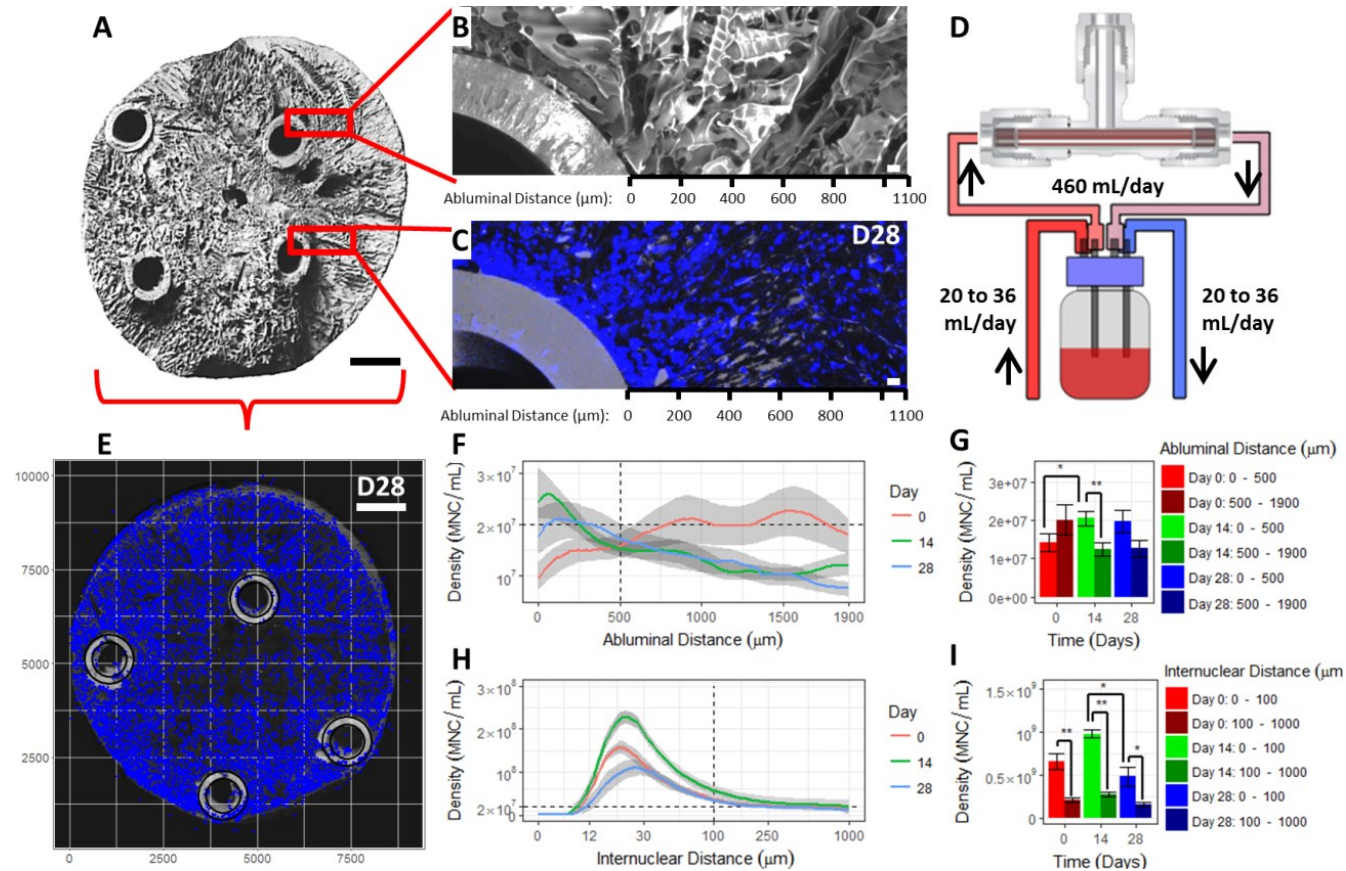 A
B
Abluminal Distance (µm): 0 200 400 600 800 1100
C
D28
Abluminal Distance (µm): 0 200 400 600 800 1100
D
460 mL/day
20 to 36
mL/day
20 to 36
mL/day
E
D28
10000
7500
5000
2500
0
0 2500 5000 7500
F
Density (MNC/mL)
3×10⁷
2×10⁷
10⁷
0 500 1000 1500 1900
Abluminal Distance (µm)
Day
0
14
28
G
Density (MNC/mL)
3e+07
2e+07
1e+07
0e+00
*
**
0 14 28
Time (Days)
Abluminal Distance (µm)
Day 0: 0 - 500
Day 0: 500 - 1900
Day 14: 0 - 500
Day 14: 500 - 1900
Day 28: 0 - 500
Day 28: 500 - 1900
H
Density (MNC/mL)
3×10⁸
2×10⁸
10⁸
2×10⁷
0
0 12 30 100 250 1000
Internuclear Distance (µm)
Day
0
14
28
I
Density (MNC/mL)
1.5×10⁹
10⁹
0.5×10⁹
0
**
**
*
*
0 14 28
Time (Days)
Internuclear Distance (µm
Day 0: 0 - 100
Day 0: 100 - 1000
Day 14: 0 - 100
Day 14: 100 - 1000
Day 28: 0 - 100
Day 28: 100 - 1000